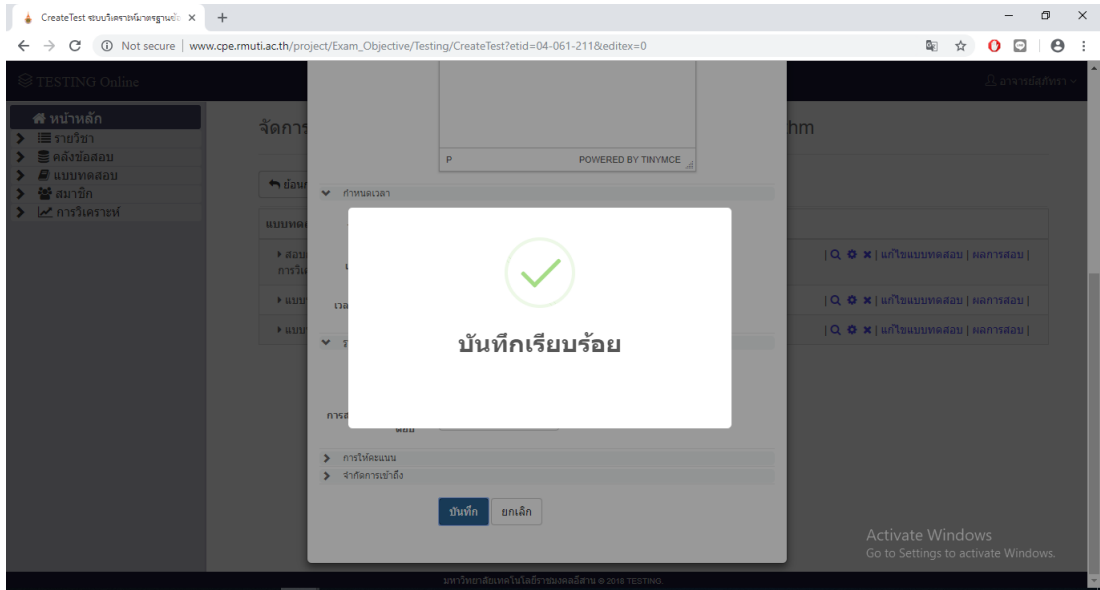 CreateTest ระบบวิเคราะห์มาตรฐานข้อ
Not secure | www.cpe.rmuti.ac.th/project/Exam_Objective/Testing/CreateTest?etid=04-061-211&editex=0
TESTING Online
อาจารย์สุภัทรา
หน้าหลัก
รายวิชา
คลังข้อสอบ
แบบทดสอบ
สมาชิก
การวิเคราะห์
จัดการ
hm
P POWERED BY TINYMCE
กำหนดเวลา
| แก้ไขแบบทดสอบ | ผลการสอบ |
| แก้ไขแบบทดสอบ | ผลการสอบ |
| แก้ไขแบบทดสอบ | ผลการสอบ |
บันทึกเรียบร้อย
การให้คะแนน
จำกัดการเข้าถึง
บันทึก ยกเลิก
Activate Windows
Go to Settings to activate Windows.
มหาวิทยาลัยเทคโนโลยีราชมงคลอีสาน © 2018 TESTING.